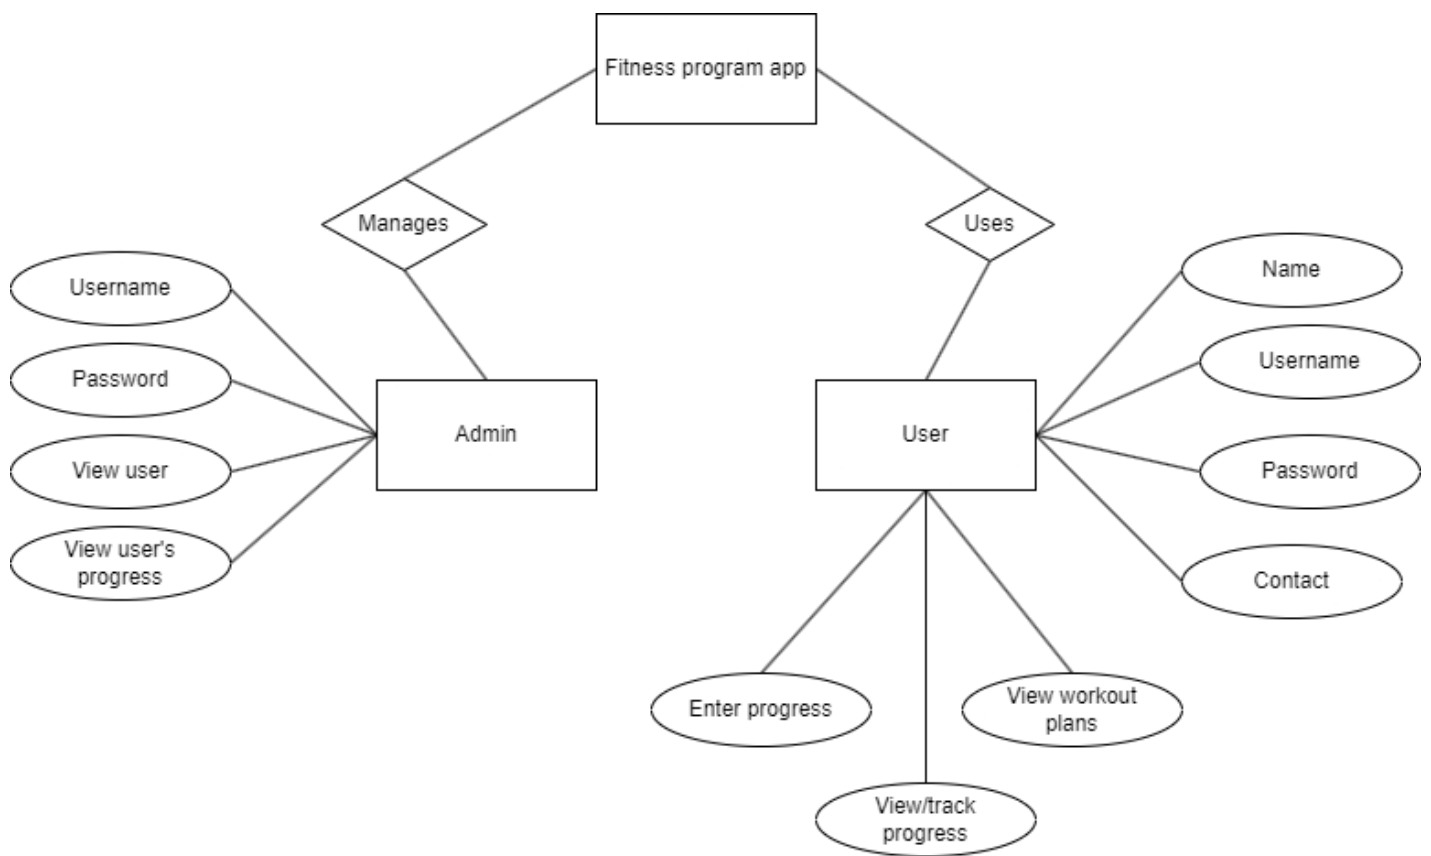 Fitness program app
Manages
Uses
Username
Password
View user
View user's
progress
Admin
User
Name
Username
Password
Contact
Enter progress
View workout
plans
View/track
progress